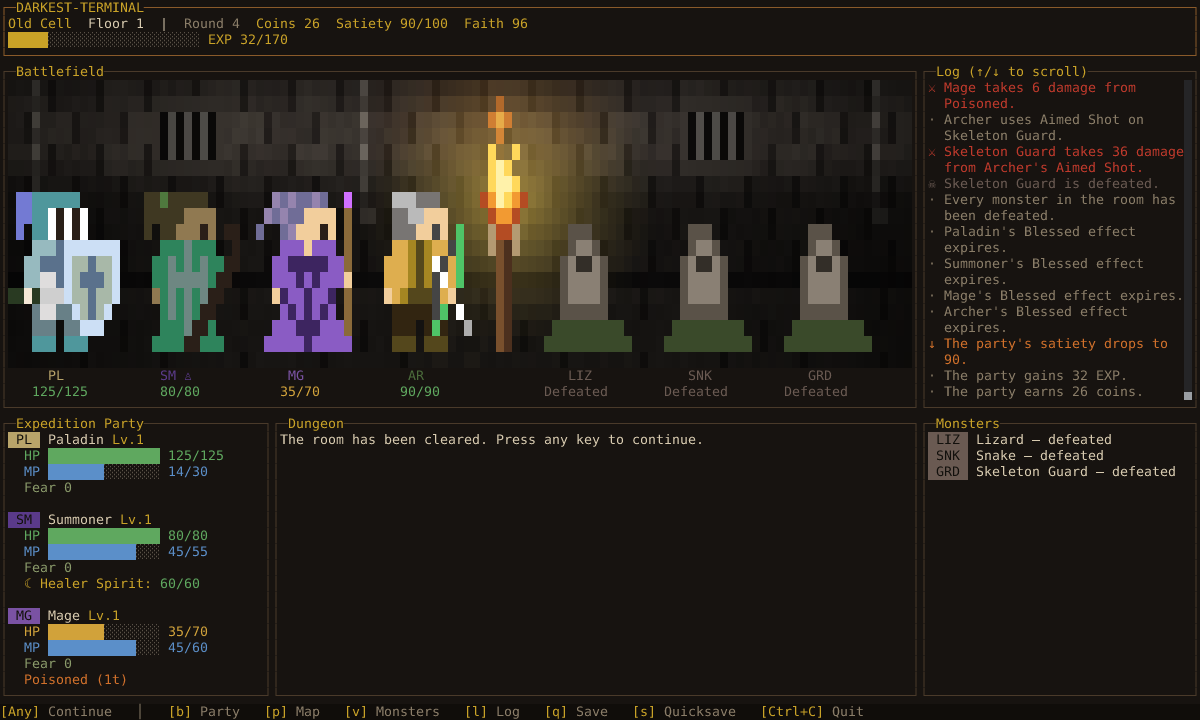 DARKEST-TERMINAL
Old Cell  Floor 1  |  Round 4  Coins 26  Satiety 90/100  Faith 96
EXP 32/170
Battlefield
PL  SM ♙  MG  AR  LIZ  SNK  GRD
125/125  80/80  35/70  90/90  Defeated  Defeated  Defeated
Log (↑/↓ to scroll)
⚔ Mage takes 6 damage from
Poisoned.
· Archer uses Aimed Shot on
Skeleton Guard.
⚔ Skeleton Guard takes 36 damage
from Archer's Aimed Shot.
☠ Skeleton Guard is defeated.
· Every monster in the room has
been defeated.
· Paladin's Blessed effect
expires.
· Summoner's Blessed effect
expires.
· Mage's Blessed effect expires.
· Archer's Blessed effect
expires.
↓ The party's satiety drops to
90.
· The party gains 32 EXP.
· The party earns 26 coins.
Expedition Party
PL Paladin Lv.1
HP 125/125
MP 14/30
Fear 0
SM Summoner Lv.1
HP 80/80
MP 45/55
Fear 0
☾ Healer Spirit: 60/60
MG Mage Lv.1
HP 35/70
MP 45/60
Fear 0
Poisoned (1t)
Dungeon
The room has been cleared. Press any key to continue.
Monsters
LIZ Lizard — defeated
SNK Snake — defeated
GRD Skeleton Guard — defeated
[Any] Continue  │  [b] Party  [p] Map  [v] Monsters  [l] Log  [q] Save  [s] Quicksave  [Ctrl+C] Quit